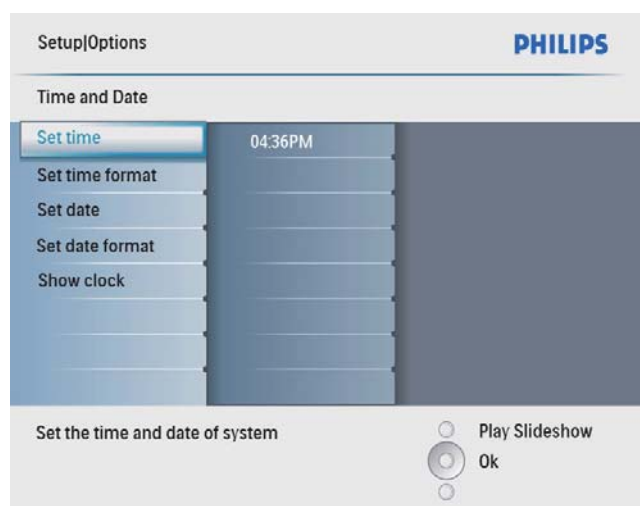 Setup|Options
PHILIPS
Time and Date
Set time
04:36PM
Set time format
Set date
Set date format
Show clock
Set the time and date of system
Play Slideshow
Ok